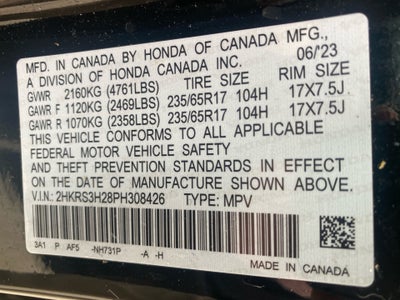 MFD. IN CANADA BY HONDA OF CANADA MFG.,
A DIVISION OF HONDA CANADA INC. 06/'23
GVWR 2160KG (4761LBS) TIRE SIZE RIM SIZE
GAWR F 1120KG (2469LBS) 235/65R17 104H 17X7.5J
GAWR R 1070KG (2358LBS) 235/65R17 104H 17X7.5J
THIS VEHICLE CONFORMS TO ALL APPLICABLE
FEDERAL MOTOR VEHICLE SAFETY
AND THEFT PREVENTION STANDARDS IN EFFECT
ON THE DATE OF MANUFACTURE SHOWN ABOVE.
V.I.N.: 2HKRS3H28PH308426 TYPE: MPV
3A1 P AF5 -NH731P -A -H
MADE IN CANADA